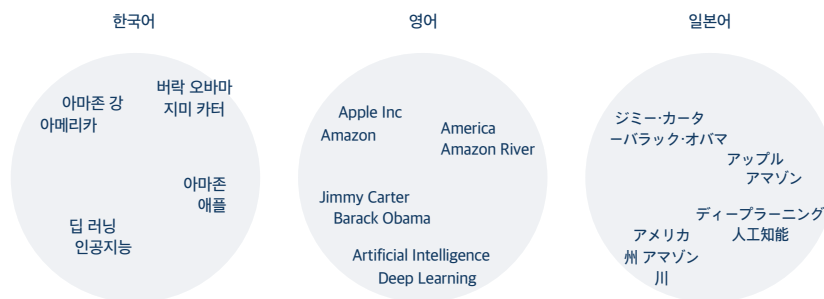 한국어
영어
일본어
버락 오바마
지미 카터
아마존 강
아메리카
아마존
애플
딥 러닝
인공지능
Apple Inc
Amazon
America
Amazon River
Jimmy Carter
Barack Obama
Artificial Intelligence
Deep Learning
ジミー·カータ
ーバラック·オバマ
アップル
アマゾン
ディープラーニング
人工知能
アメリカ
州 アマゾン
川